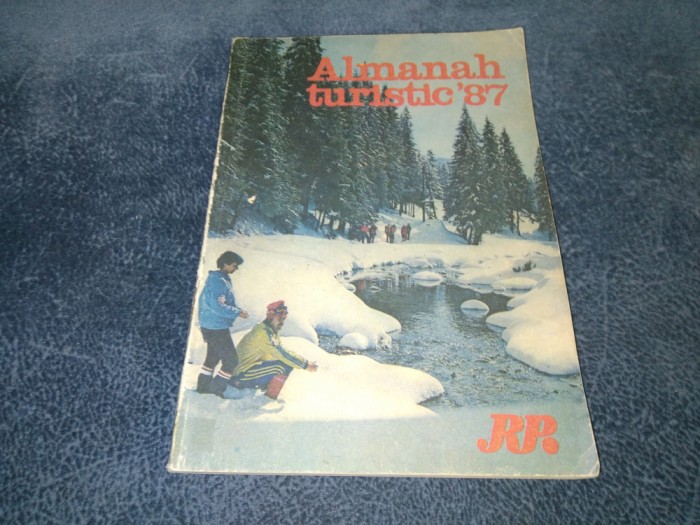 Almanah
turistic '87
RP.